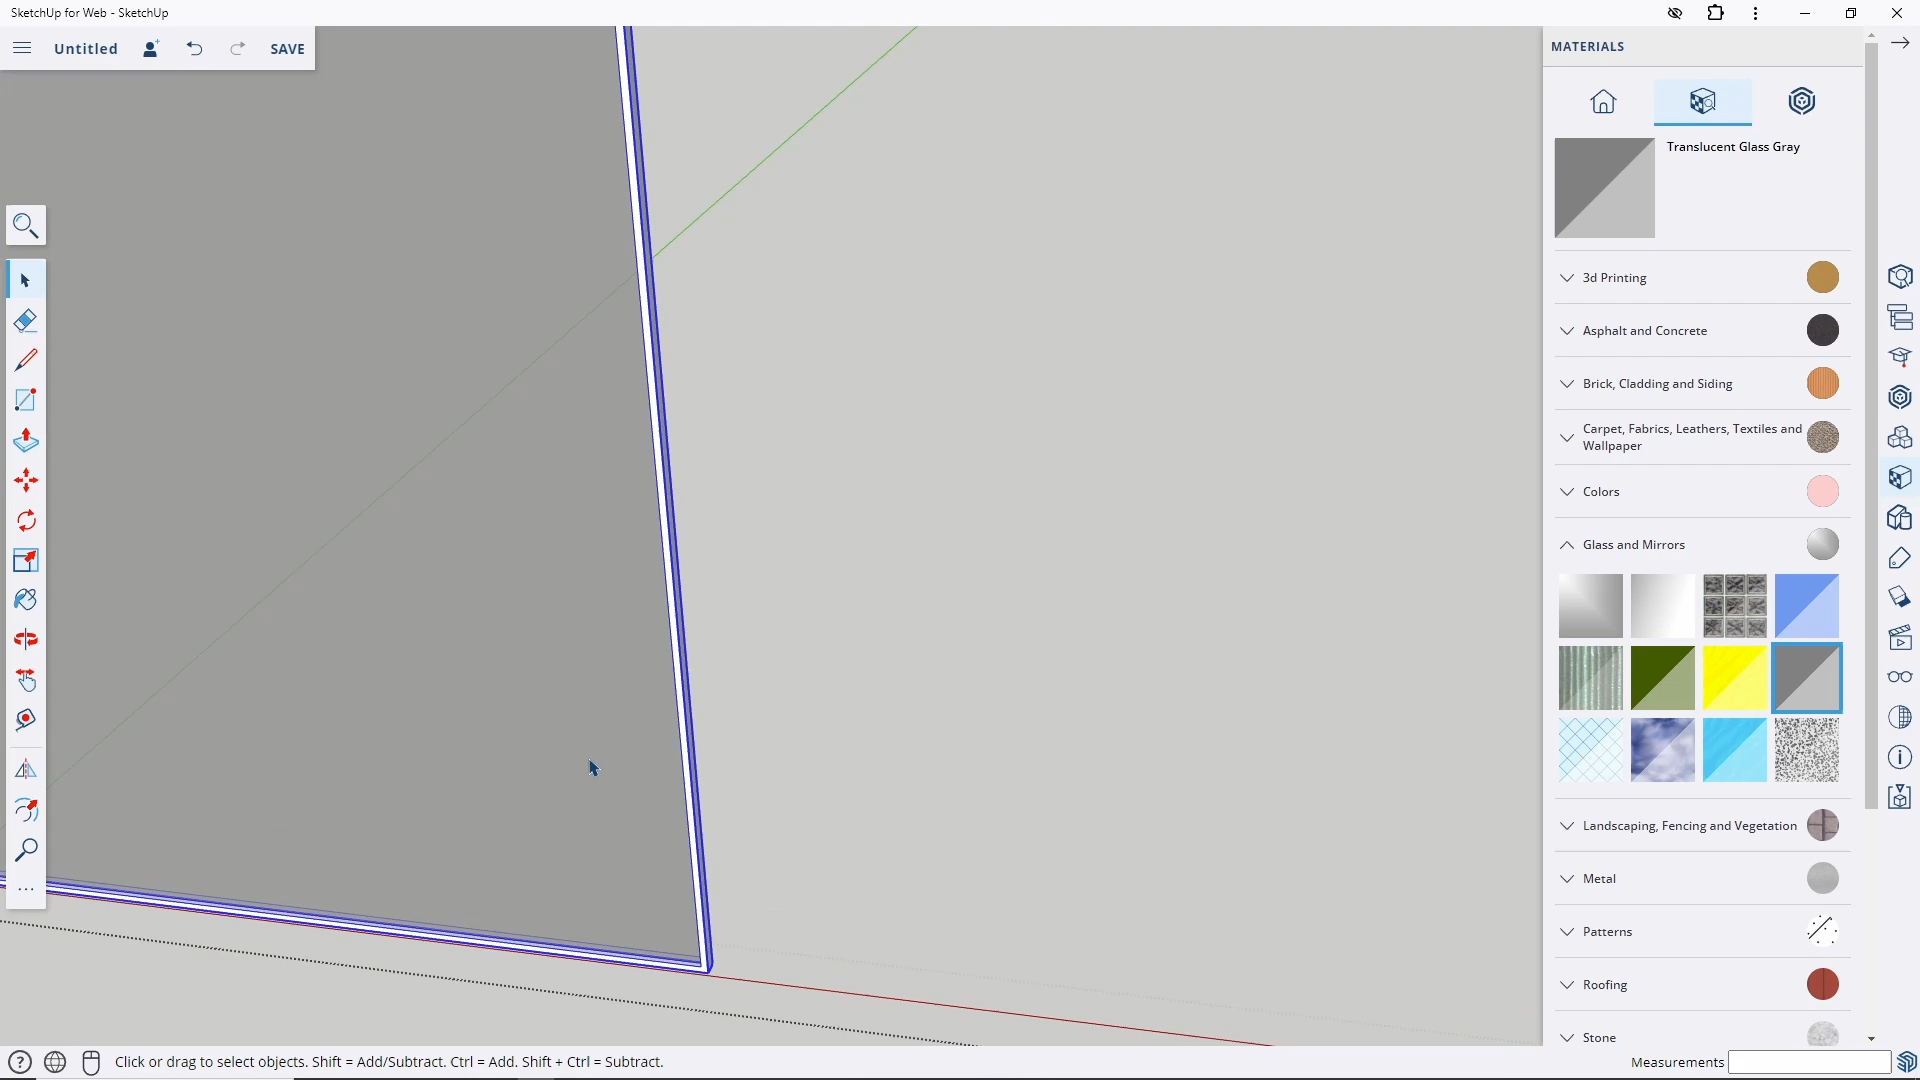 SketchUp for Web - SketchUp
Untitled
SAVE
MATERIALS
Translucent Glass Gray
3d Printing
Asphalt and Concrete
Brick, Cladding and Siding
Carpet, Fabrics, Leathers, Textiles and
Wallpaper
Colors
Glass and Mirrors
Landscaping, Fencing and Vegetation
Metal
Patterns
Roofing
Stone
Click or drag to select objects. Shift = Add/Subtract. Ctrl = Add. Shift + Ctrl = Subtract.
Measurements